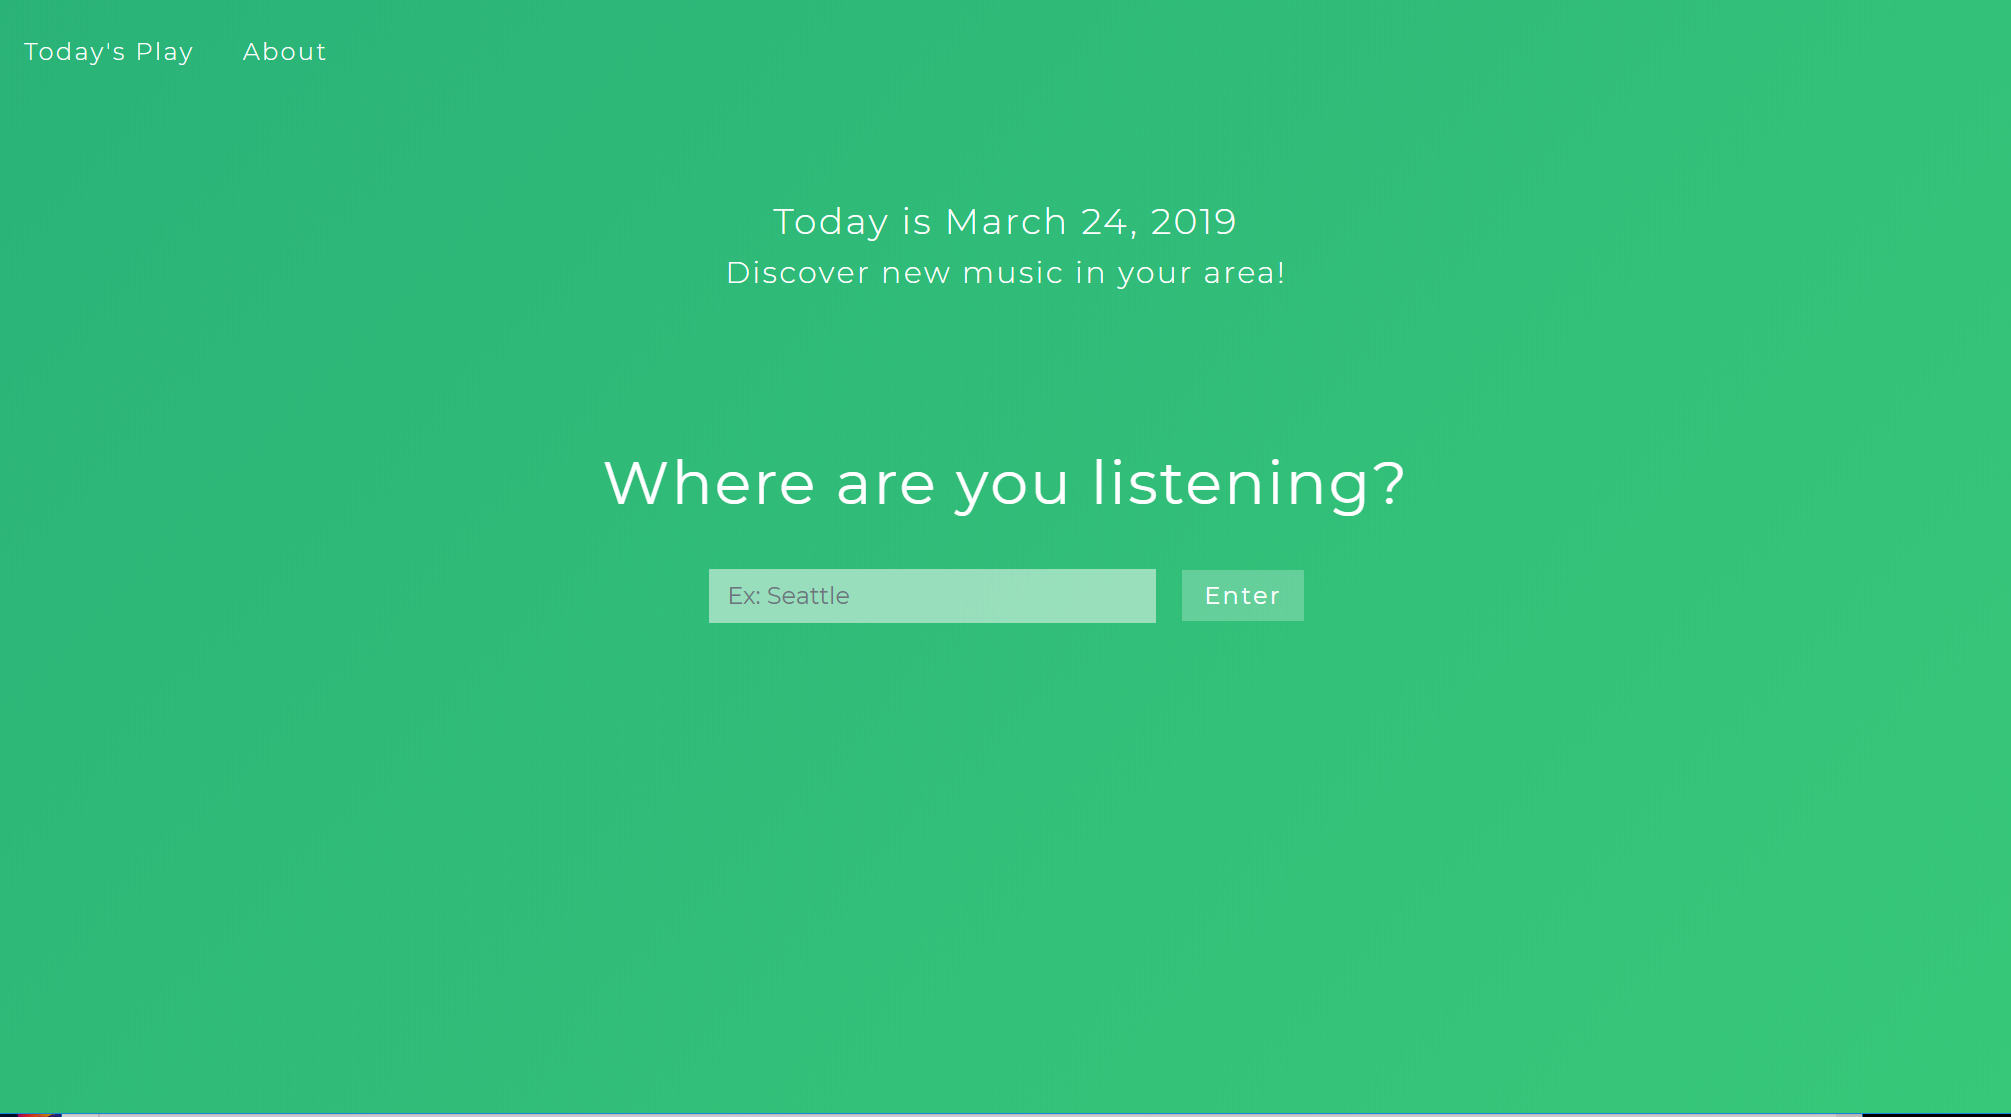 Today's Play About
Today is March 24, 2019
Discover new music in your area!
Where are you listening?
Ex: Seattle Enter